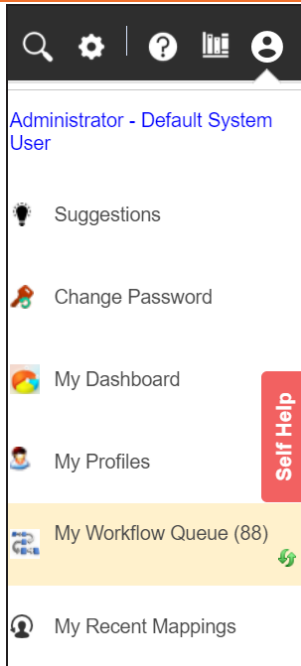 Administrator - Default System
User
Suggestions
Change Password
My Dashboard
Self Help
My Profiles
My Workflow Queue (88)
My Recent Mappings